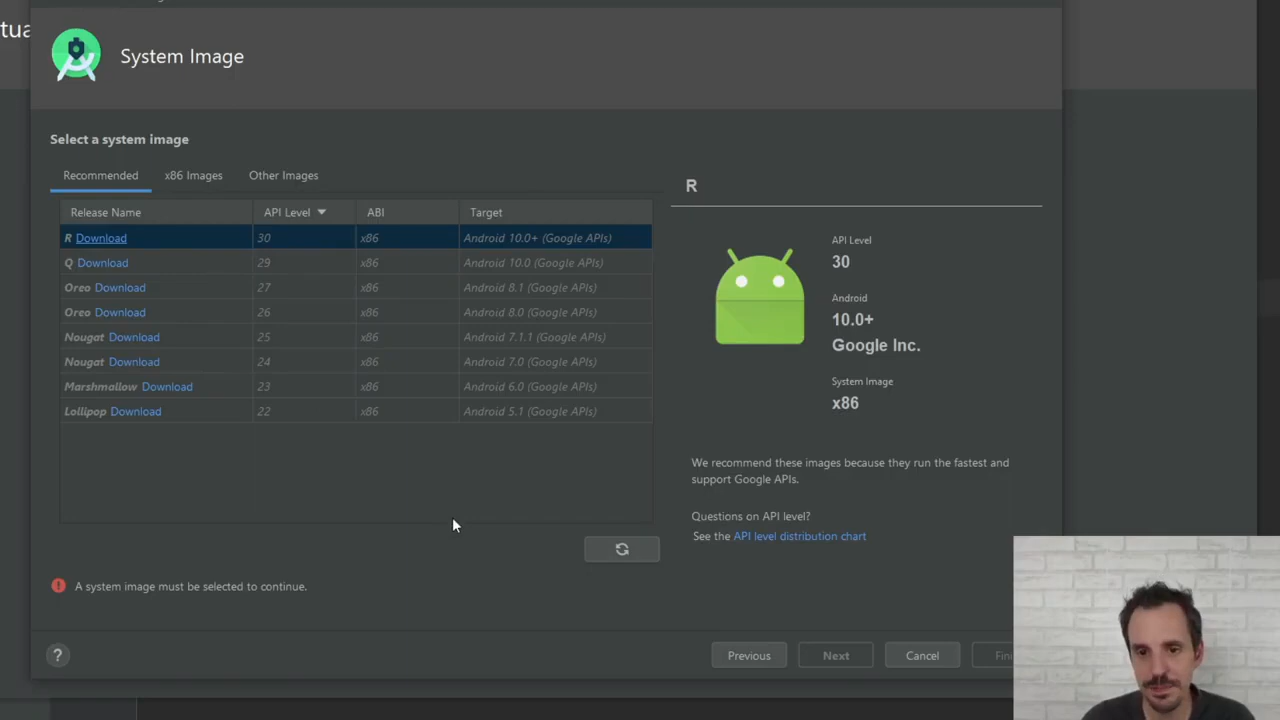 tua
System Image
Select a system image
Recommended x86 Images Other Images
Release Name API Level ABI Target
R Download 30 x86 Android 10.0+ (Google APIs)
Q Download 29 x86 Android 10.0 (Google APIs)
Oreo Download 27 x86 Android 8.1 (Google APIs)
Oreo Download 26 x86 Android 8.0 (Google APIs)
Nougat Download 25 x86 Android 7.1.1 (Google APIs)
Nougat Download 24 x86 Android 7.0 (Google APIs)
Marshmallow Download 23 x86 Android 6.0 (Google APIs)
Lollipop Download 22 x86 Android 5.1 (Google APIs)
A system image must be selected to continue.
R
API Level
30
Android
10.0+
Google Inc.
System Image
x86
We recommend these images because they run the fastest and
support Google APIs.
Questions on API level?
See the API level distribution chart
? Previous Next Cancel Fini